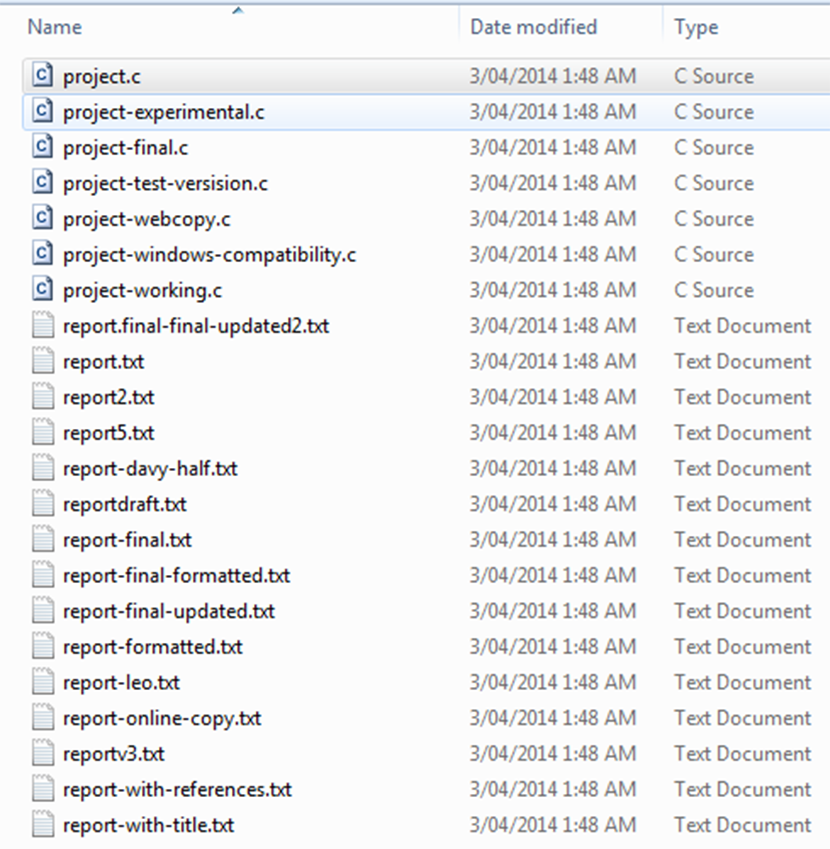 Name Date modified Type
project.c 3/04/2014 1:48 AM C Source
project-experimental.c 3/04/2014 1:48 AM C Source
project-final.c 3/04/2014 1:48 AM C Source
project-test-versision.c 3/04/2014 1:48 AM C Source
project-webcopy.c 3/04/2014 1:48 AM C Source
project-windows-compatibility.c 3/04/2014 1:48 AM C Source
project-working.c 3/04/2014 1:48 AM C Source
report.final-final-updated2.txt 3/04/2014 1:48 AM Text Document
report.txt 3/04/2014 1:48 AM Text Document
report2.txt 3/04/2014 1:48 AM Text Document
report5.txt 3/04/2014 1:48 AM Text Document
report-davy-half.txt 3/04/2014 1:48 AM Text Document
reportdraft.txt 3/04/2014 1:48 AM Text Document
report-final.txt 3/04/2014 1:48 AM Text Document
report-final-formatted.txt 3/04/2014 1:48 AM Text Document
report-final-updated.txt 3/04/2014 1:48 AM Text Document
report-formatted.txt 3/04/2014 1:48 AM Text Document
report-leo.txt 3/04/2014 1:48 AM Text Document
report-online-copy.txt 3/04/2014 1:48 AM Text Document
reportv3.txt 3/04/2014 1:48 AM Text Document
report-with-references.txt 3/04/2014 1:48 AM Text Document
report-with-title.txt 3/04/2014 1:48 AM Text Document